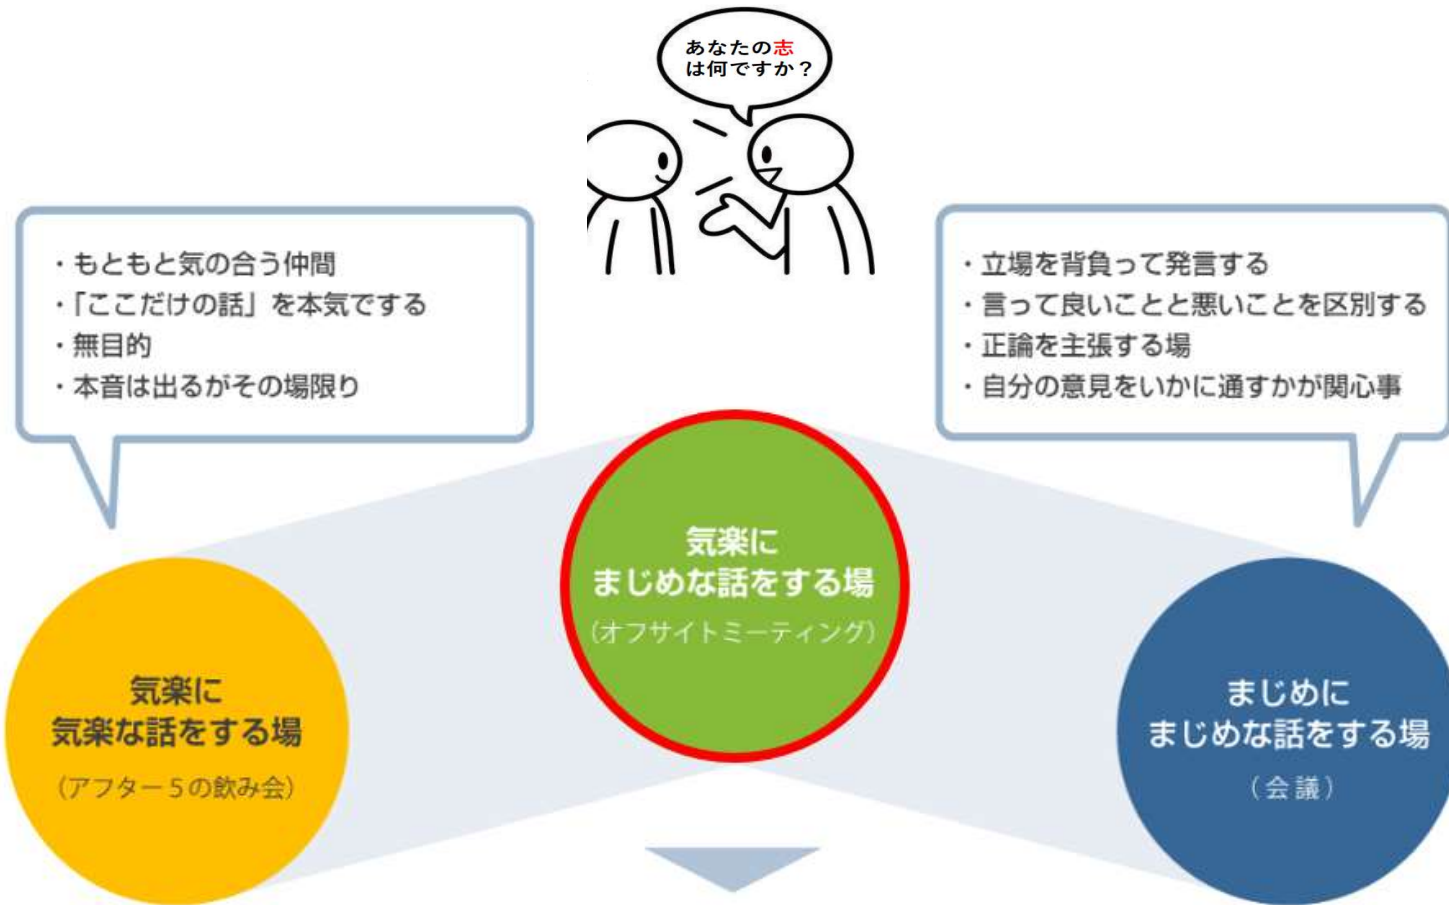 あなたの志
は何ですか？
・もともと気の合う仲間
・「ここだけの話」を本気でする
・無目的
・本音は出るがその場限り
・立場を背負って発言する
・言って良いことと悪いことを区別する
・正論を主張する場
・自分の意見をいかに通すかが関心事
気楽に
まじめな話をする場
（オフサイトミーティング）
気楽に
気楽な話をする場
（アフター５の飲み会）
まじめに
まじめな話をする場
（会議）